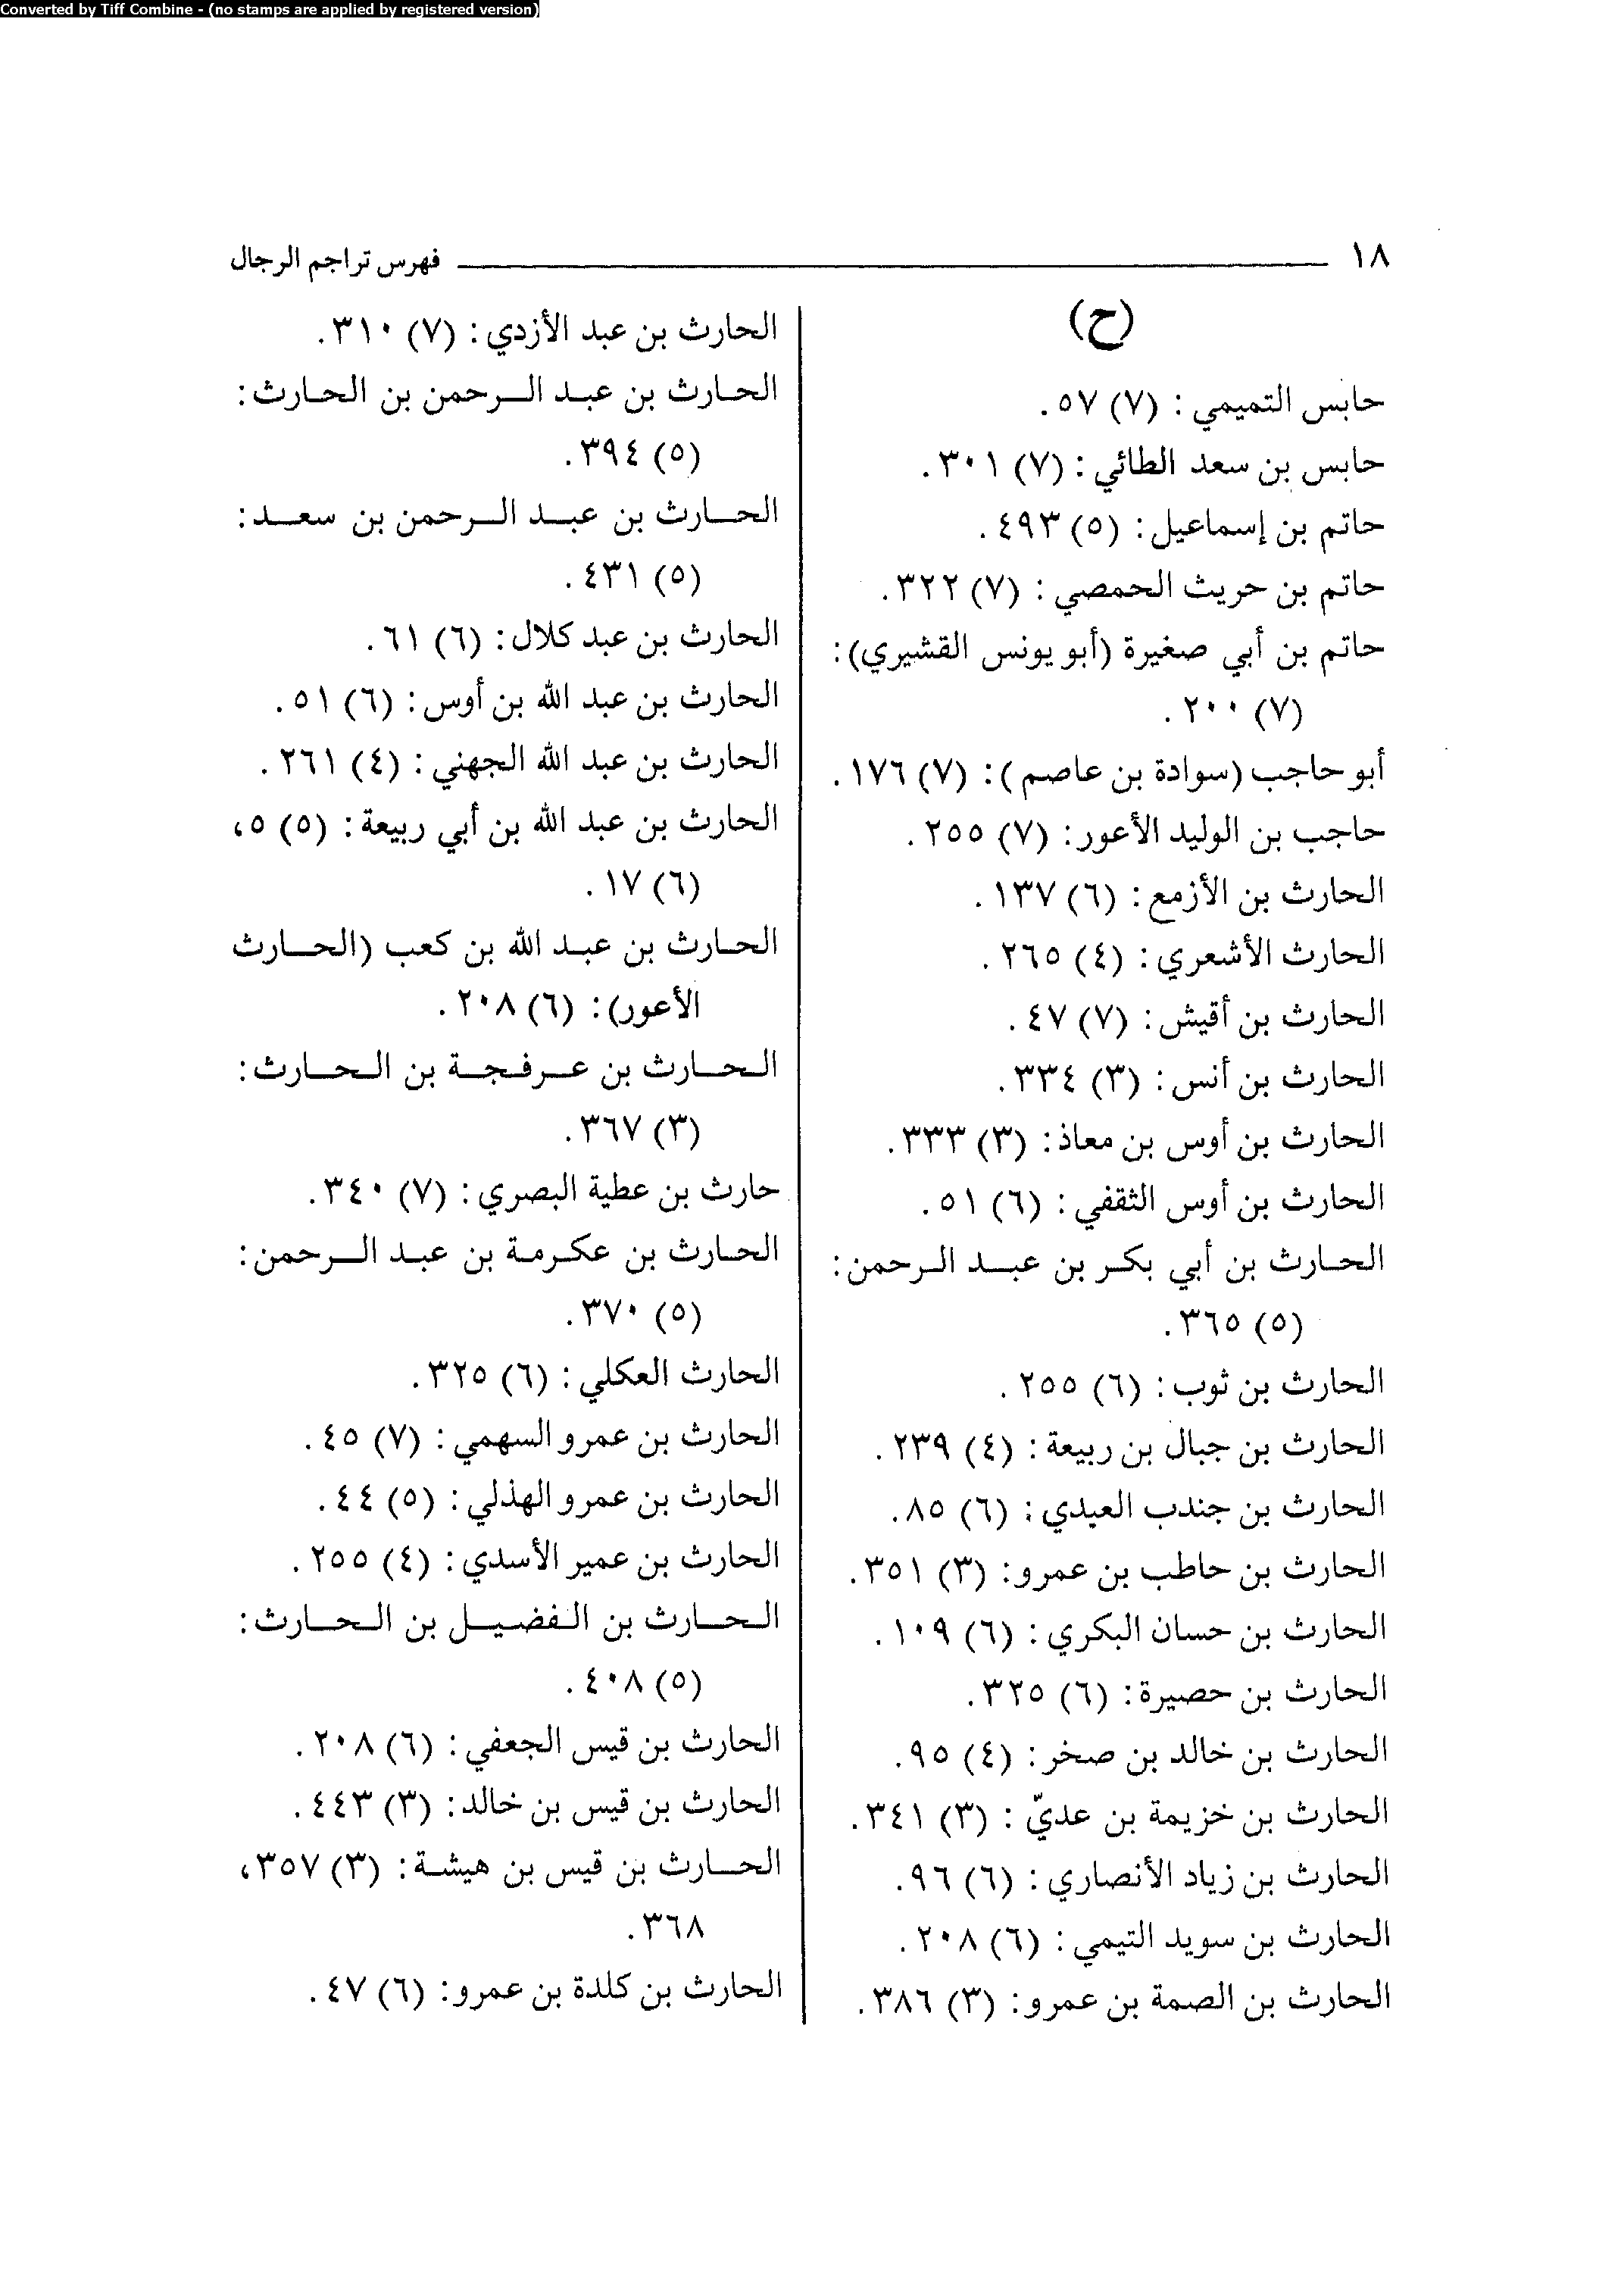 Converted by Tiff Combine - (no stamps are applied by registered version)
١٨
فهرس تراجم الرجال
(ح)
حابس التميمي: (٧) ٥٧.
حابس بن سعد الطائي: (٧) ٣٠١.
حاتم بن إسماعيل: (٥) ٤٩٣.
حاتم بن حريث الحمصي: (٧) ٣٢٢.
حاتم بن أبي صغيرة (أبو يونس القشيري):
(٧) ٢٠٠.
أبو حاجب (سوادة بن عاصم): (٧) ١٧٦.
حاجب بن الوليد الأعور: (٧) ٢٥٥.
الحارث بن الأزمع: (٦) ١٣٧.
الحارث الأشعري: (٤) ٢٦٥.
الحارث بن أقيش: (٧) ٤٧.
الحارث بن أنس: (٣) ٣٣٤.
الحارث بن أوس بن معاذ: (٣) ٣٣٣.
الحارث بن أوس الثقفي: (٦) ٥١.
الحارث بن أبي بكر بن عبد الرحمن:
(٥) ٣٦٥.
الحارث بن ثوب: (٦) ٢٥٥.
الحارث بن جبال بن ربيعة: (٤) ٢٣٩.
الحارث بن جندب العيدي: (٦) ٨٥.
الحارث بن حاطب بن عمرو: (٣) ٣٥١.
الحارث بن حسان البكري: (٦) ١٠٩.
الحارث بن حصيرة: (٦) ٣٢٥.
الحارث بن خالد بن صخر: (٤) ٩٥.
الحارث بن خزيمة بن عديّ: (٣) ٣٤١.
الحارث بن زياد الأنصاري: (٦) ٩٦.
الحارث بن سويد التيمي: (٦) ٢٠٨.
الحارث بن الصمة بن عمرو: (٣) ٣٨٦.
الحارث بن عبد الأزدي: (٧) ٣١٠.
الحارث بن عبد الرحمن بن الحارث:
(٥) ٣٩٤.
الحارث بن عبد الرحمن بن سعد:
(٥) ٤٣١.
الحارث بن عبد كلال: (٦) ٦١.
الحارث بن عبد الله بن أوس: (٦) ٥١.
الحارث بن عبد الله الجهني: (٤) ٢٦١.
الحارث بن عبد الله بن أبي ربيعة: (٥) ٥،
(٦) ١٧.
الحارث بن عبد الله بن كعب (الحارث
الأعور): (٦) ٢٠٨.
الحارث بن عرفجة بن الحارث:
(٣) ٣٦٧.
حارث بن عطية البصري: (٧) ٣٤٠.
الحارث بن عكرمة بن عبد الرحمن:
(٥) ٣٧٠.
الحارث العكلي: (٦) ٣٢٥.
الحارث بن عمرو السهمي: (٧) ٤٥.
الحارث بن عمرو الهذلي: (٥) ٤٤.
الحارث بن عمير الأسدي: (٤) ٢٥٥.
الحارث بن الفضيل بن الحارث:
(٥) ٤٠٨.
الحارث بن قيس الجعفي: (٦) ٢٠٨.
الحارث بن قيس بن خالد: (٣) ٤٤٣.
الحارث بن قيس بن هيشة: (٣) ٣٥٧،
٣٦٨.
الحارث بن كلدة بن عمرو: (٦) ٤٧.